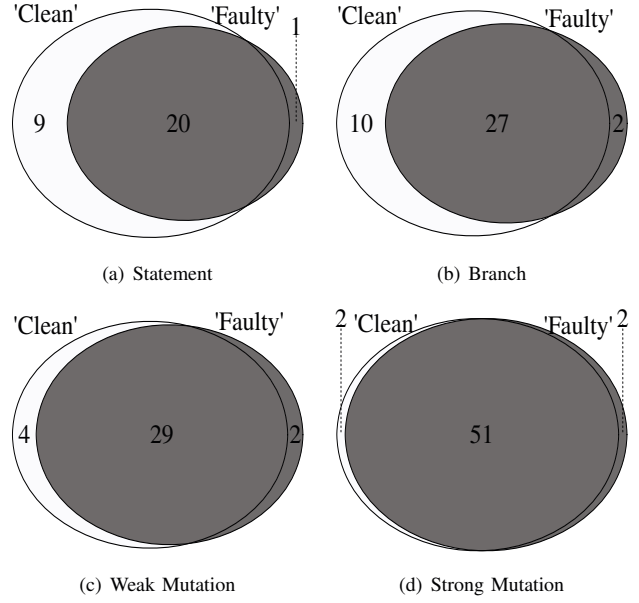 'Clean' 'Faulty' 1
9 20
(a) Statement
'Clean' 'Faulty'
10 27 2
(b) Branch
'Clean' 'Faulty'
4 29 2
(c) Weak Mutation
2 'Clean' 'Faulty' 2
51
(d) Strong Mutation